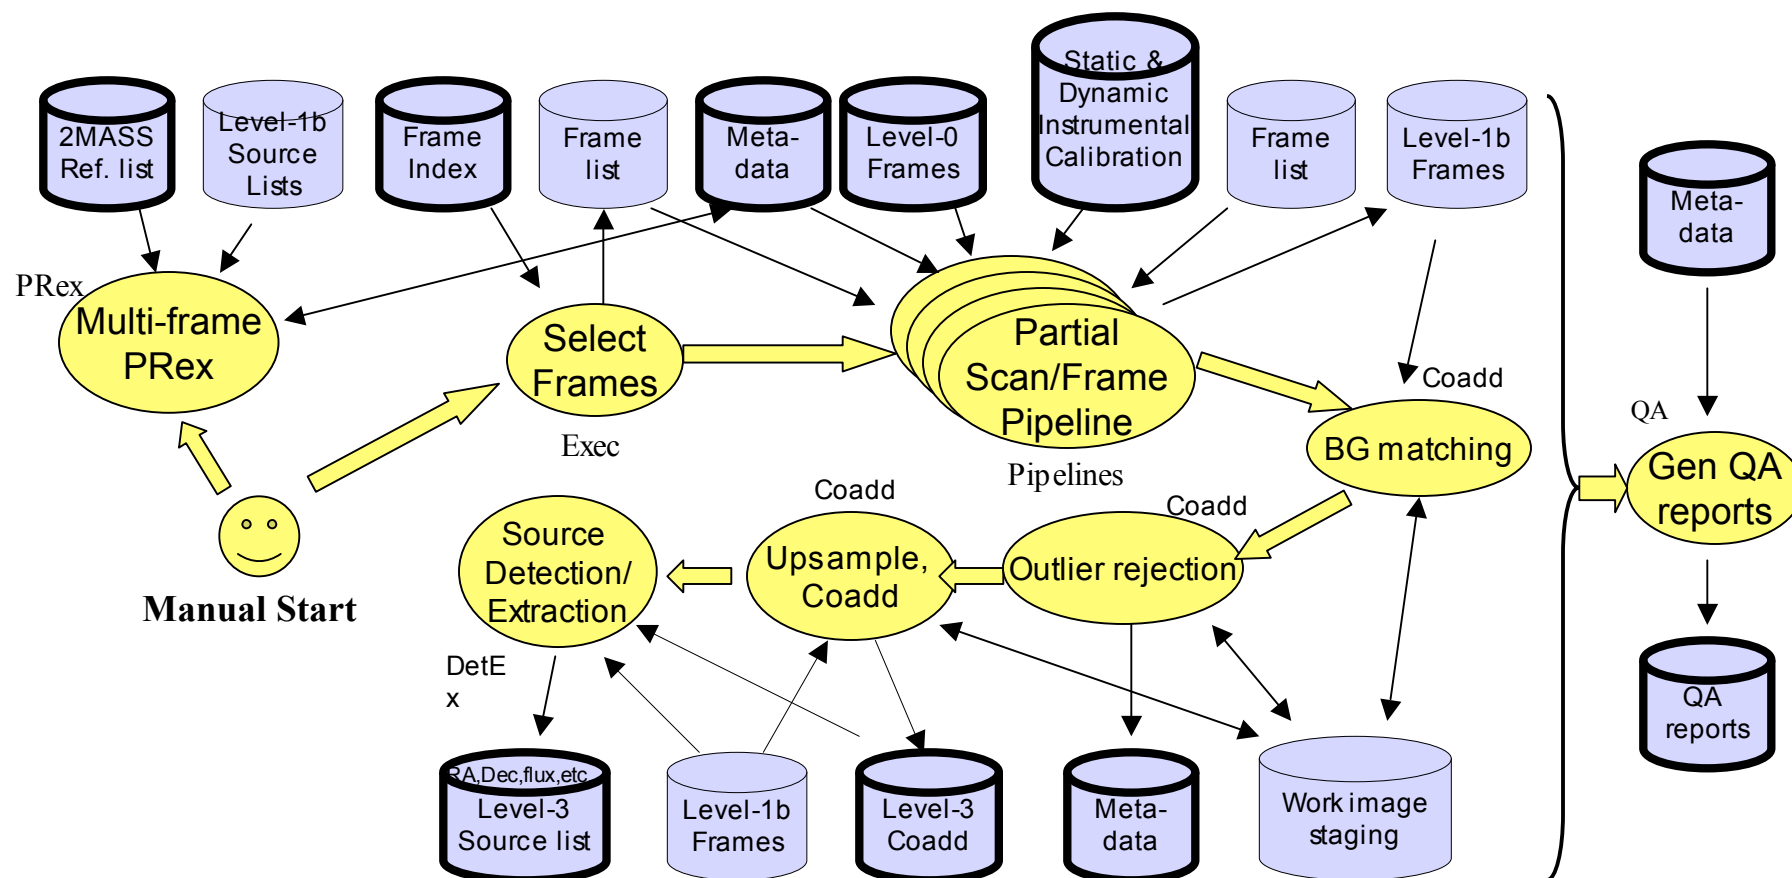 2MASS
Ref. list
Level-1b
Source
Lists
Frame
Index
Frame
list
Meta-
data
Level-0
Frames
Static &
Dynamic
Instrumental
Calibration
Frame
list
Level-1b
Frames
Meta-
data
PRex
Multi-frame
PRex
Select
Frames
Exec
Partial
Scan/Frame
Pipeline
Pipelines
Coadd
BG matching
QA
Gen QA
reports
Manual Start
Source
Detection/
Extraction
DetE
x
Coadd
Upsample,
Coadd
Coadd
Outlier rejection
RA,Dec,flux,etc
Level-3
Source list
Level-1b
Frames
Level-3
Coadd
Meta-
data
Work image
staging
QA
reports